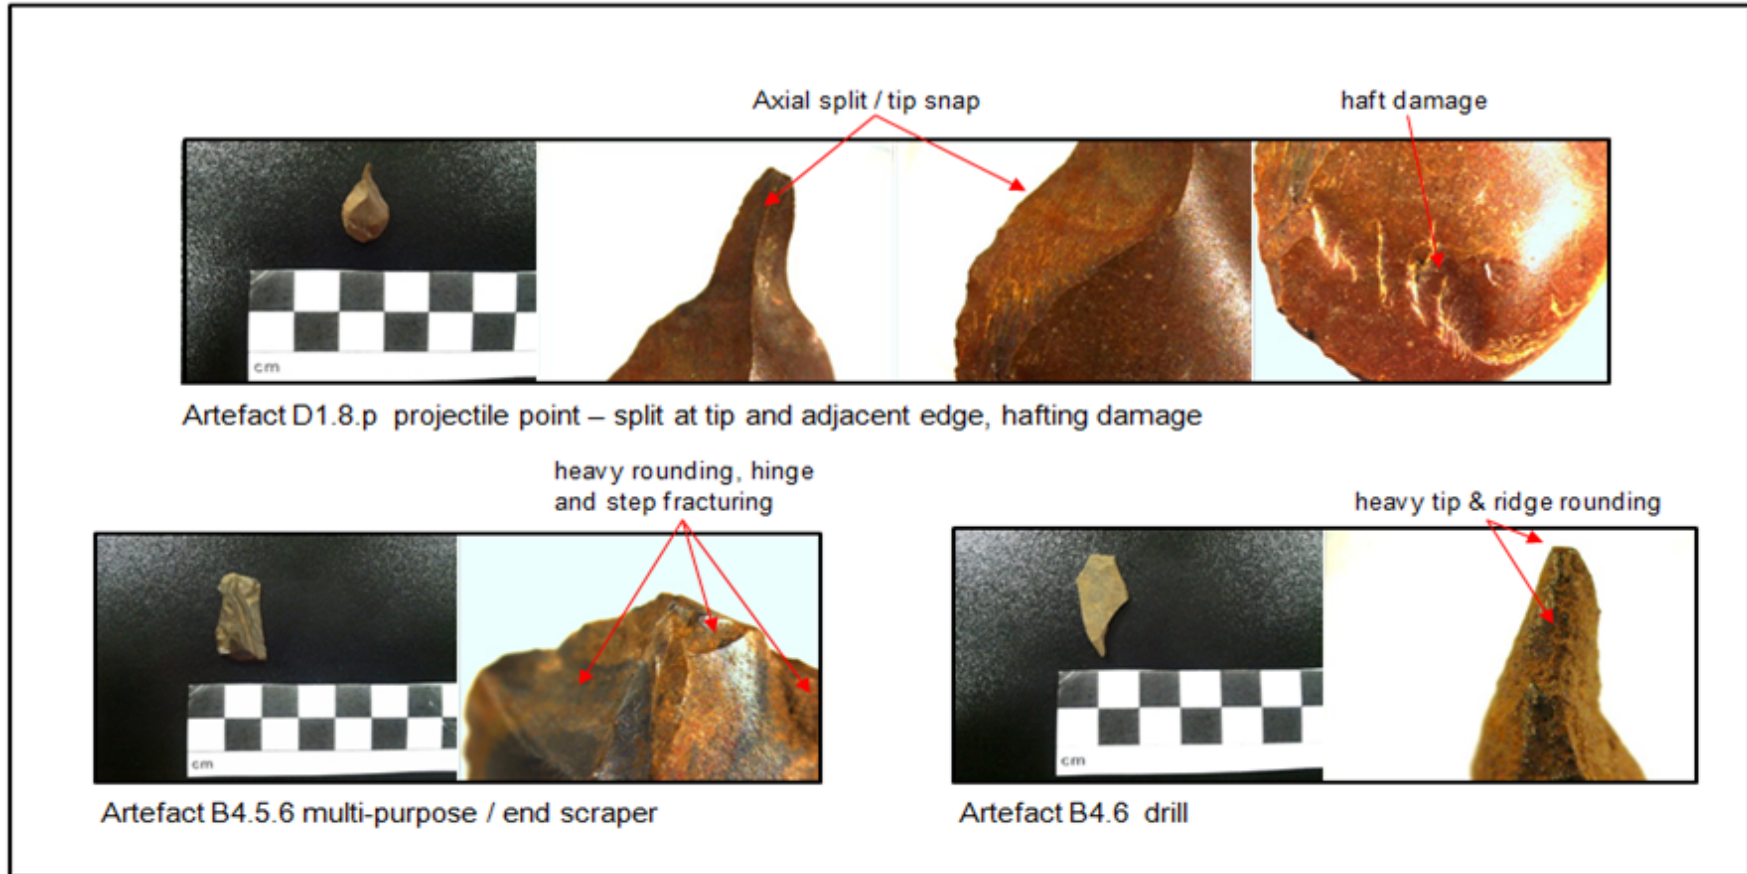 Axial split / tip snap
haft damage
cm
Artefact D1.8.p projectile point – split at tip and adjacent edge, hafting damage
heavy rounding, hinge
and step fracturing
heavy tip & ridge rounding
cm
cm
Artefact B4.5.6 multi-purpose / end scraper
Artefact B4.6 drill